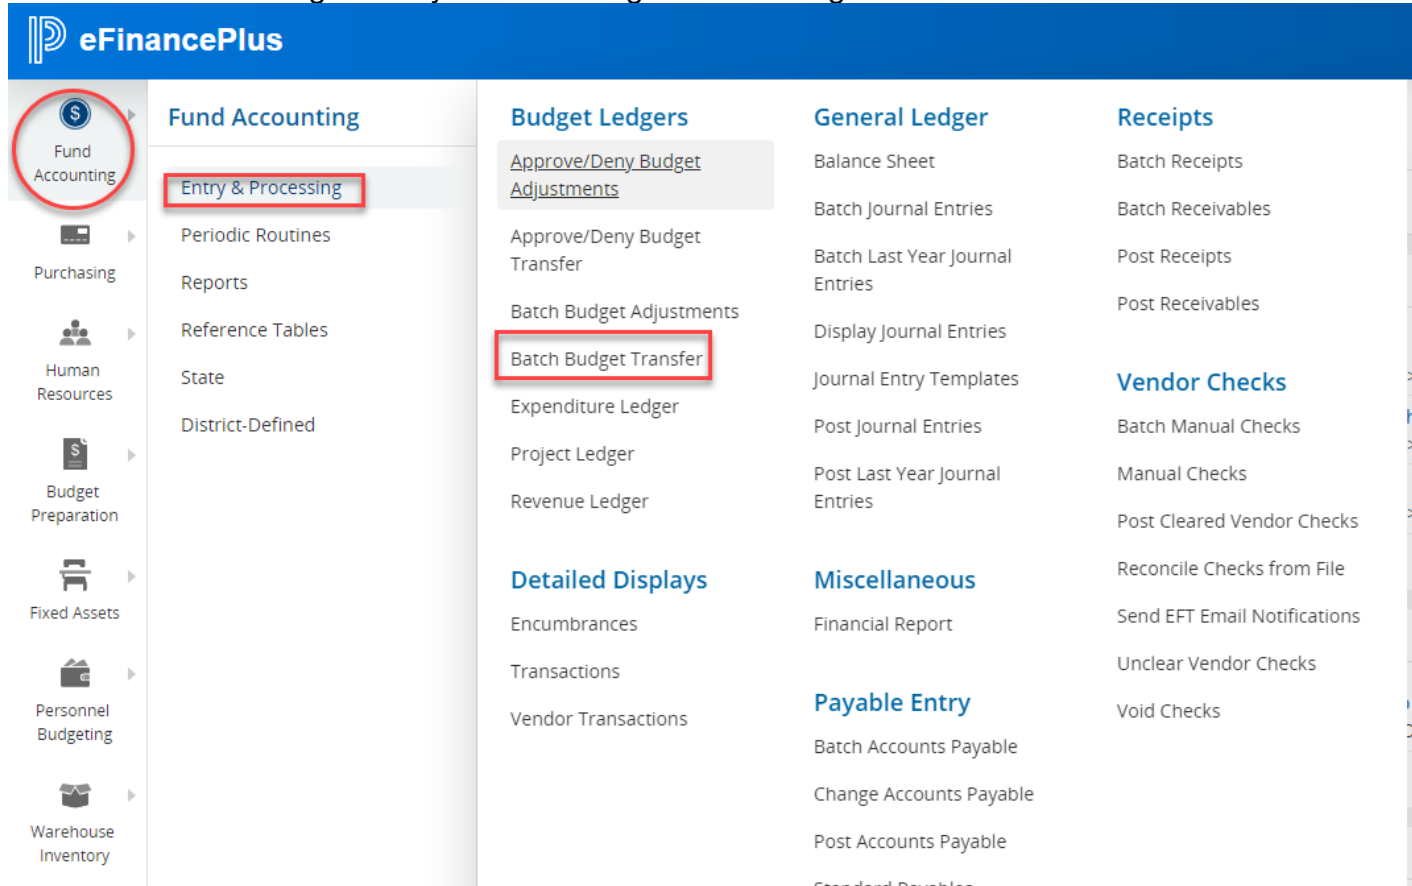 eFinancePlus
Fund
Accounting
Purchasing
Human
Resources
Budget
Preparation
Fixed Assets
Personnel
Budgeting
Warehouse
Inventory
Fund Accounting
Entry & Processing
Periodic Routines
Reports
Reference Tables
State
District-Defined
Budget Ledgers
Approve/Deny Budget
Adjustments
Approve/Deny Budget
Transfer
Batch Budget Adjustments
Batch Budget Transfer
Expenditure Ledger
Project Ledger
Revenue Ledger
Detailed Displays
Encumbrances
Transactions
Vendor Transactions
General Ledger
Balance Sheet
Batch Journal Entries
Batch Last Year Journal
Entries
Display Journal Entries
Journal Entry Templates
Post Journal Entries
Post Last Year Journal
Entries
Miscellaneous
Financial Report
Payable Entry
Batch Accounts Payable
Change Accounts Payable
Post Accounts Payable
Standard Payables
Receipts
Batch Receipts
Batch Receivables
Post Receipts
Post Receivables
Vendor Checks
Batch Manual Checks
Manual Checks
Post Cleared Vendor Checks
Reconcile Checks from File
Send EFT Email Notifications
Unclear Vendor Checks
Void Checks